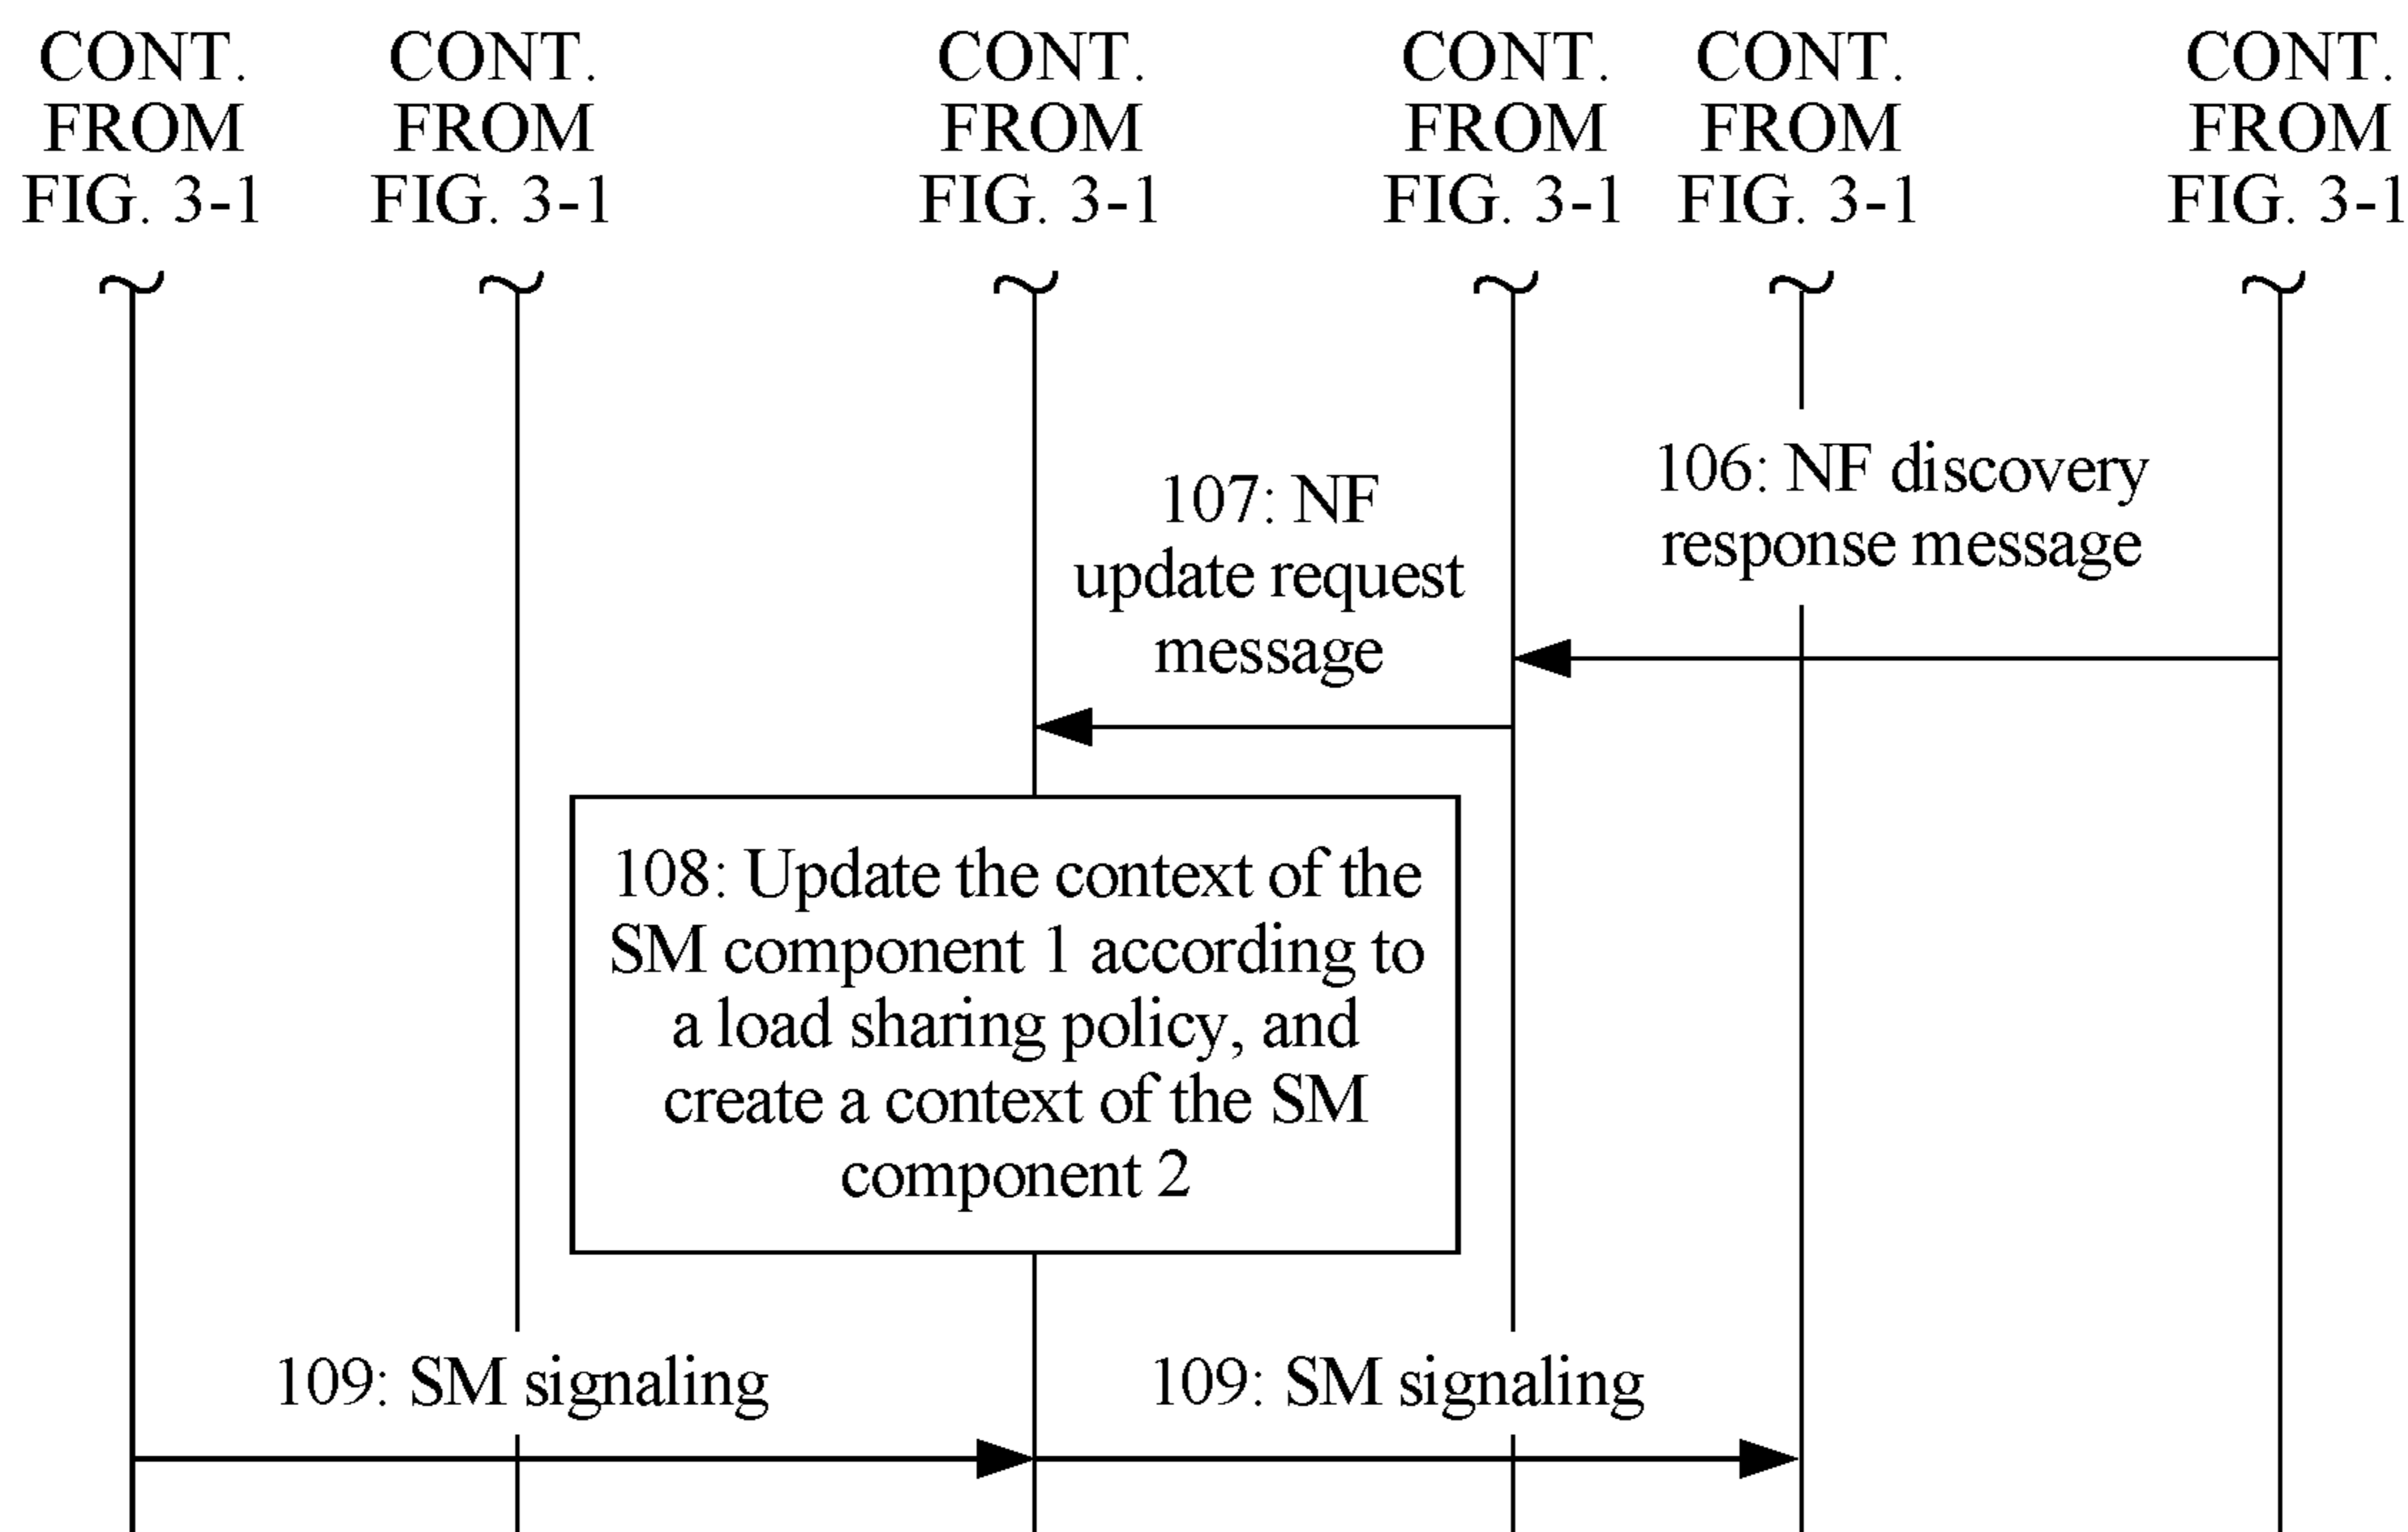 CONT.
FROM
FIG. 3-1
CONT.
FROM
FIG. 3-1
CONT.
FROM
FIG. 3-1
CONT.
FROM
FIG. 3-1
CONT.
FROM
FIG. 3-1
CONT.
FROM
FIG. 3-1
106: NF discovery
response message
107: NF
update request
message
108: Update the context of the
SM component 1 according to
a load sharing policy, and
create a context of the SM
component 2
109: SM signaling
109: SM signaling